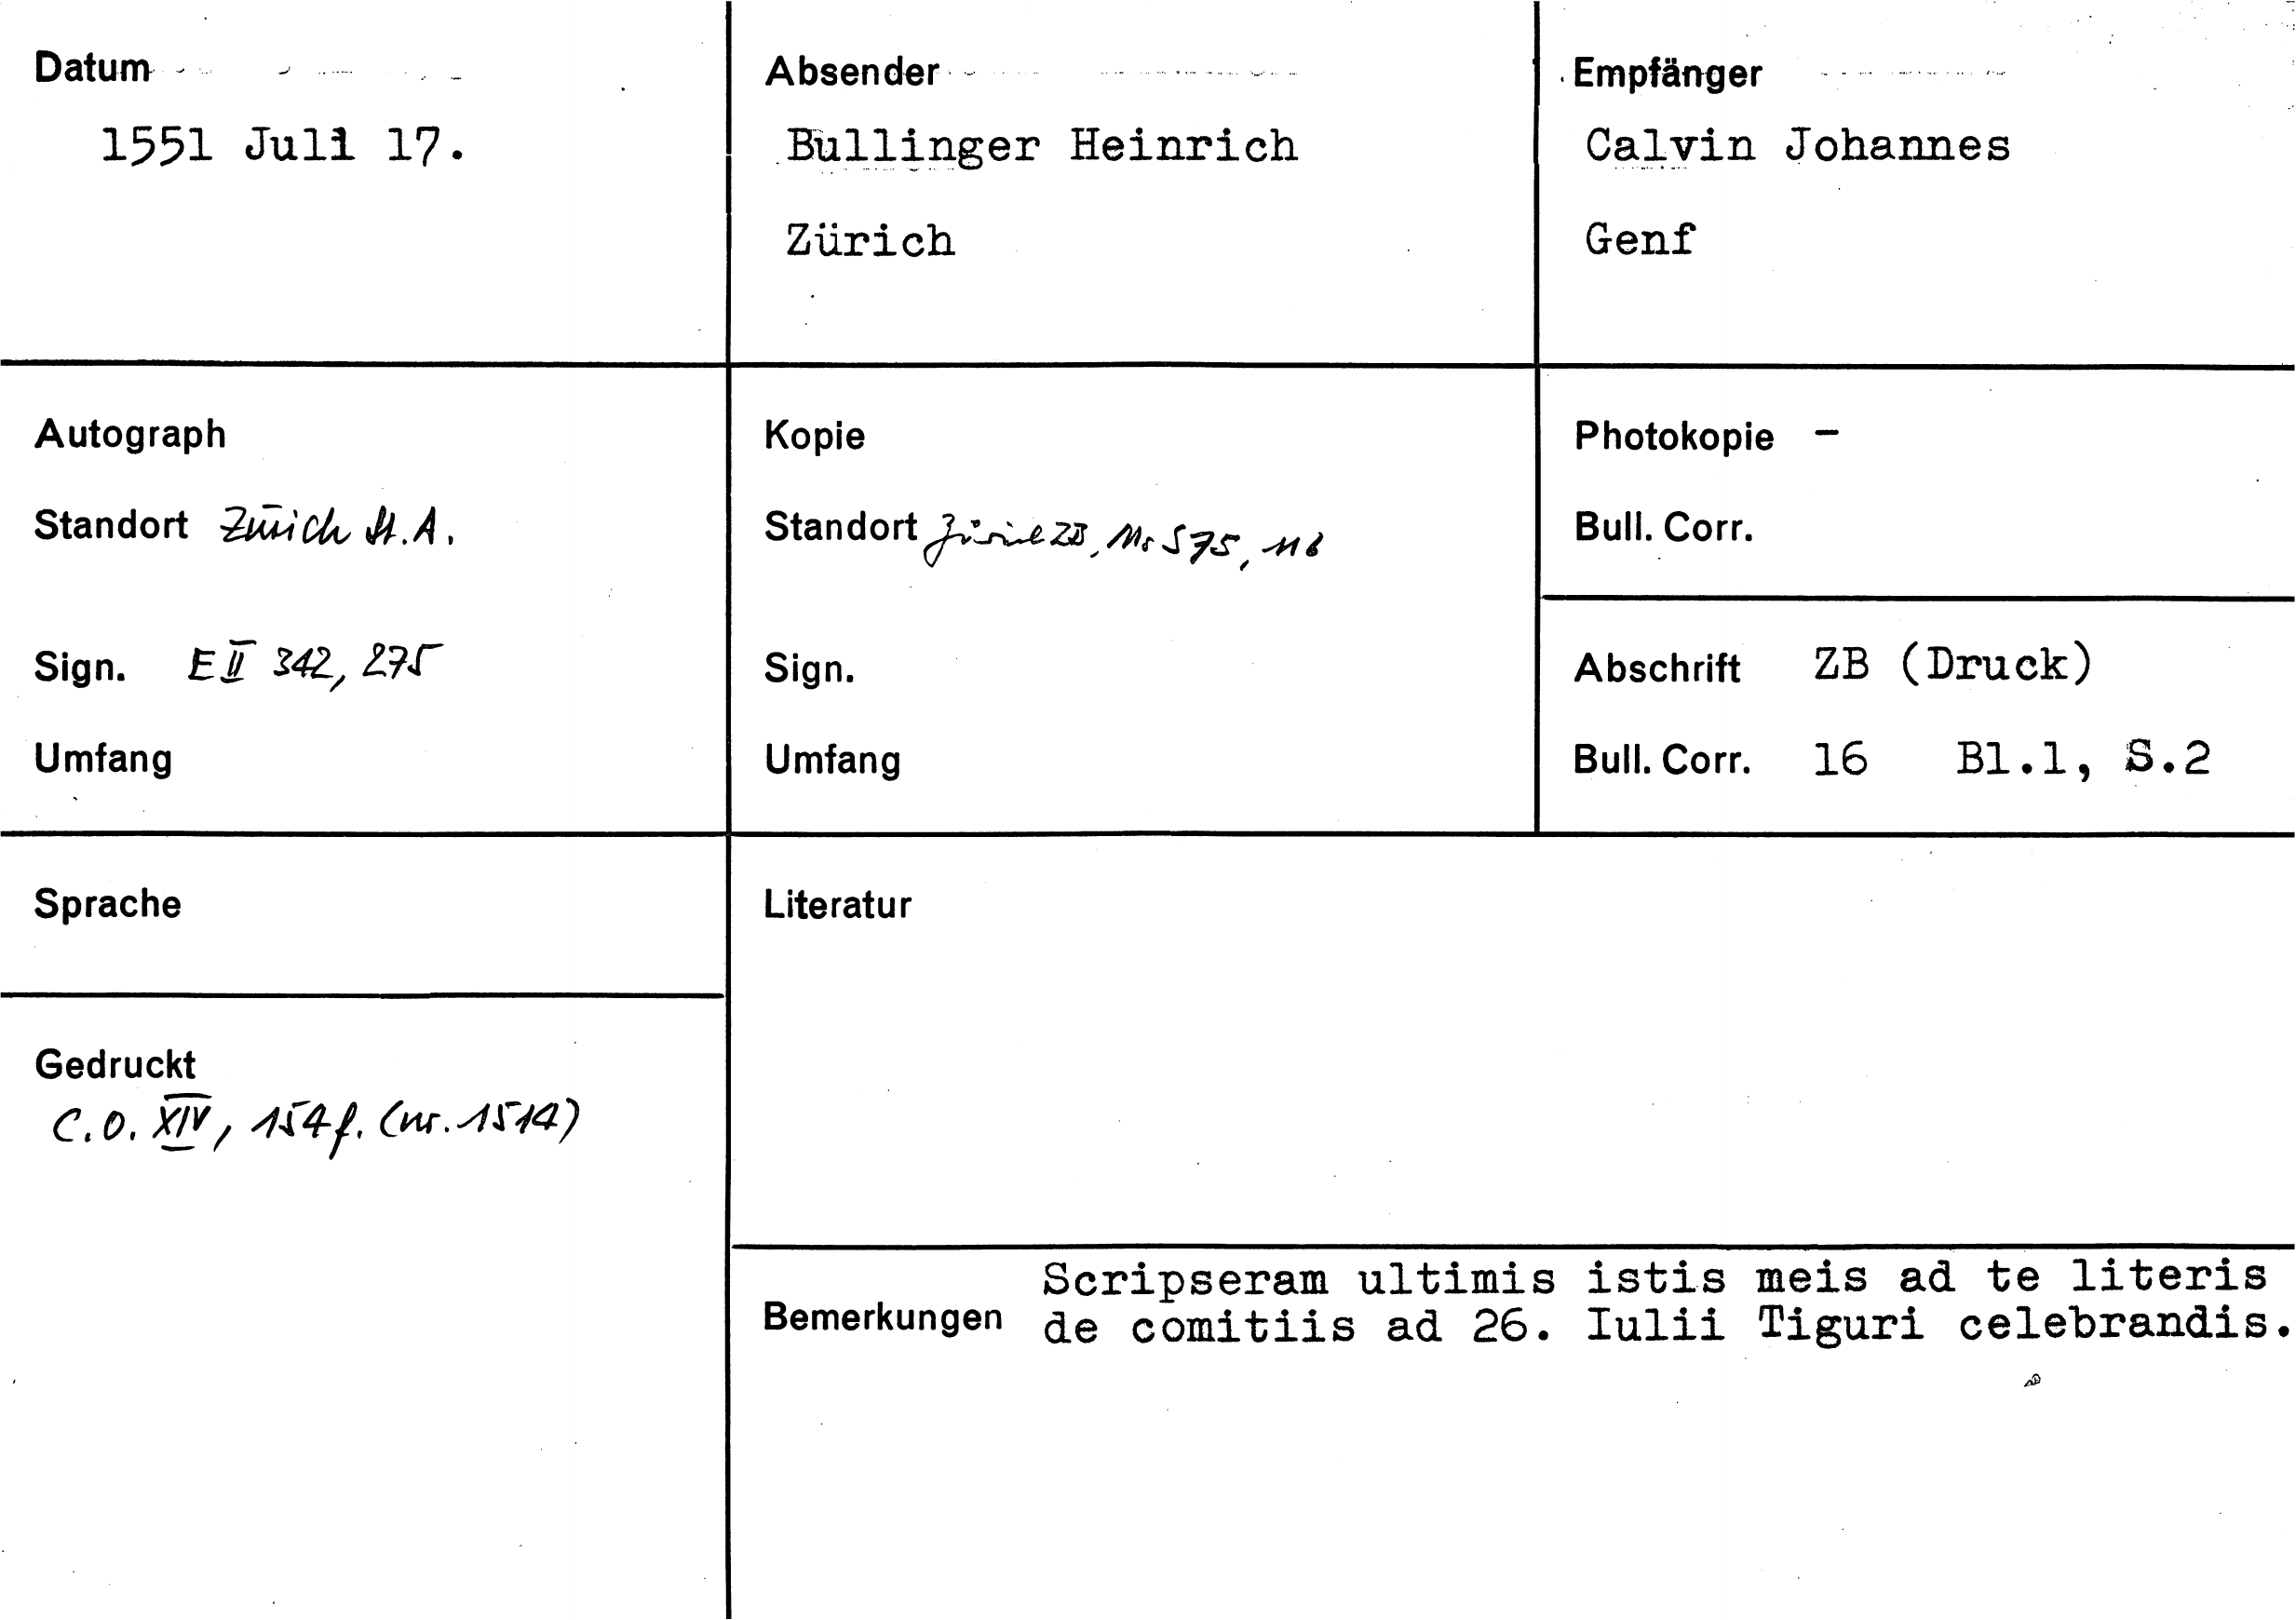 Datum
1551 Juli 17.
Absender
Bullinger Heinrich
Zürich
Empfänger
Calvin Johannes
Genf
Autograph
Standort Zürich St.A.
Sign. E II 342, 275
Umfang
Kopie
Standort Zürich ZB, Ms S 75, 116
Sign.
Umfang
Photokopie -
Bull. Corr.
Abschrift ZB (Druck)
Bull. Corr. 16 Bl.1, S.2
Sprache
Gedruckt
C.O. XIV, 154f. (nr. 1514)
Literatur
Bemerkungen Scripseram ultimis istis meis ad te literis
de comitiis ad 26. Iulii Tiguri celebrandis.